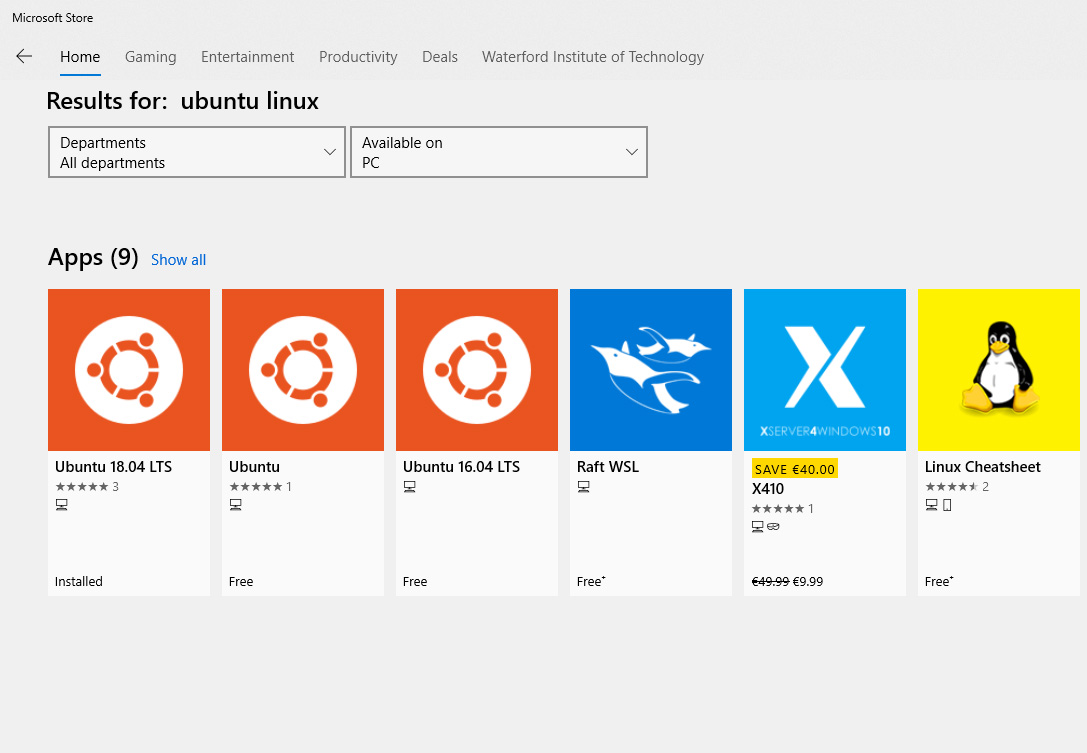 Microsoft Store
Home Gaming Entertainment Productivity Deals Waterford Institute of Technology
Results for: ubuntu linux
Departments
All departments
Available on
PC
Apps (9) Show all
XSERVER4WINDOWS10
Ubuntu 18.04 LTS
3
Installed
Ubuntu
1
Free
Ubuntu 16.04 LTS
Free
Raft WSL
Free+
SAVE €40.00
X410
1
€49.99 €9.99
Linux Cheatsheet
2
Free+